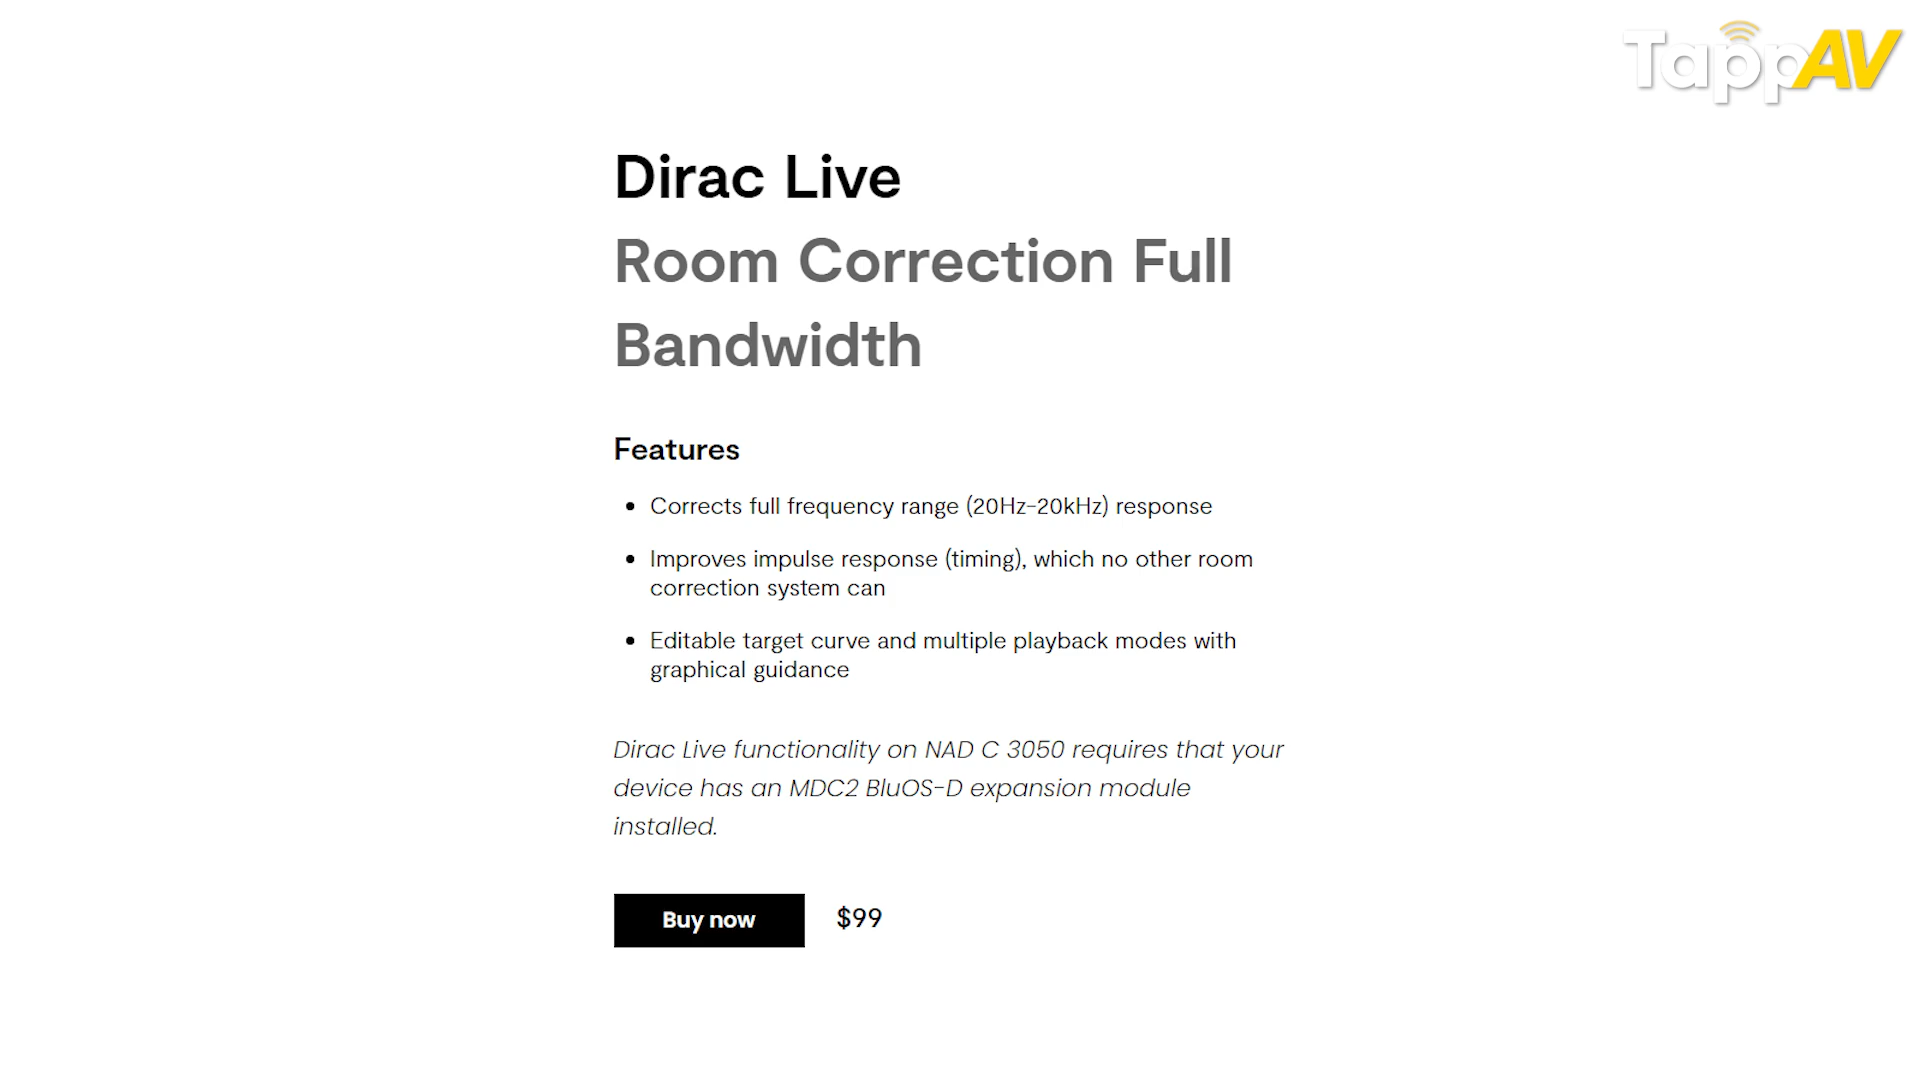 TappAV
Dirac Live
Room Correction Full
Bandwidth
Features
• Corrects full frequency range (20Hz-20kHz) response
• Improves impulse response (timing), which no other room
correction system can
• Editable target curve and multiple playback modes with
graphical guidance
Dirac Live functionality on NAD C 3050 requires that your
device has an MDC2 BluOS-D expansion module
installed.
Buy now $99